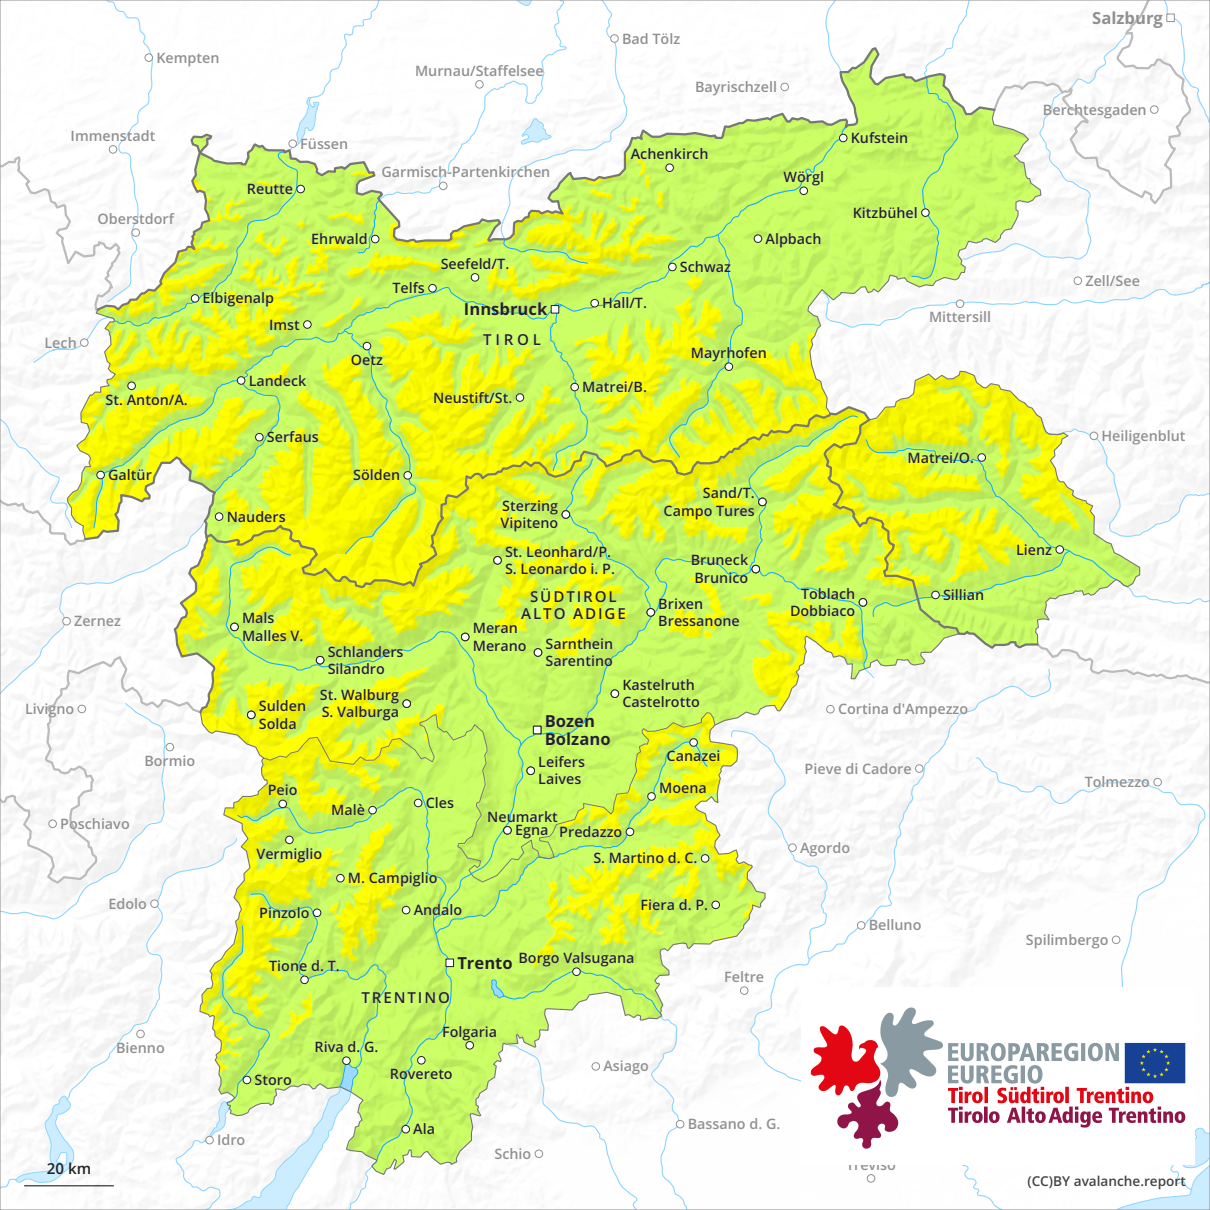 Salzburg
Bad Tölz
Kempten
Murnau/Staffelsee
Bayrischzell
Berchtesgaden
Immenstadt
Füssen
Kufstein
Achenkirch
Garmisch-Partenkirchen
Wörgl
Reutte
Oberstdorf
Kitzbühel
Ehrwald
Alpbach
Seefeld/T.
Schwaz
Zell/See
Telfs
Elbigenalp
Hall/T.
Innsbruck
Mittersill
Imst
TIROL
Lech
Oetz
Mayrhofen
Landeck
Matrei/B.
St. Anton/A.
Neustift/St.
Serfaus
Heiligenblut
Matrei/O.
Galtür
Sölden
Sand/T.
Campo Tures
Sterzing
Vipiteno
Nauders
Lienz
St. Leonhard/P.
S. Leonardo i. P.
Bruneck
Brunico
SÜDTIROL
ALTO ADIGE
Toblach
Dobbiaco
Sillian
Brixen
Bressanone
Zernez
Mals
Malles V.
Meran
Merano
Sarnthein
Sarentino
Schlanders
Silandro
Kastelruth
Castelrotto
St. Walburg
S. Valburga
Livigno
Sulden
Solda
Cortina d'Ampezzo
Bozen
Bolzano
Bormio
Canazei
Leifers
Laives
Pieve di Cadore
Tolmezzo
Peio
Moena
Malè
Cles
Poschiavo
Neumarkt
Egna
Predazzo
Vermiglio
S. Martino d. C.
Agordo
M. Campiglio
Edolo
Pinzolo
Andalo
Fiera d. P.
Belluno
Spilimbergo
Trento
Borgo Valsugana
Tione d. T.
Feltre
TRENTINO
Bienno
Folgaria
Riva d. G.
Asiago
Rovereto
Storo
EUROPAREGION
EUREGIO
Tirol Südtirol Trentino
Tirolo Alto Adige Trentino
Idro
Ala
Bassano d. G.
Schio
Treviso
20 km
(CC)BY avalanche.report